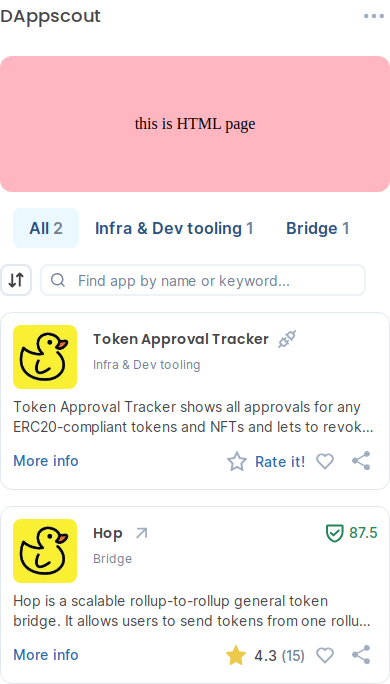 DAppscout
this is HTML page
All 2
Infra & Dev tooling 1
Bridge 1
Find app by name or keyword...
Token Approval Tracker
Infra & Dev tooling
Token Approval Tracker shows all approvals for any
ERC20-compliant tokens and NFTs and lets to revok...
More info
Rate it!
Hop
87.5
Bridge
Hop is a scalable rollup-to-rollup general token
bridge. It allows users to send tokens from one rollu...
More info
4.3 (15)